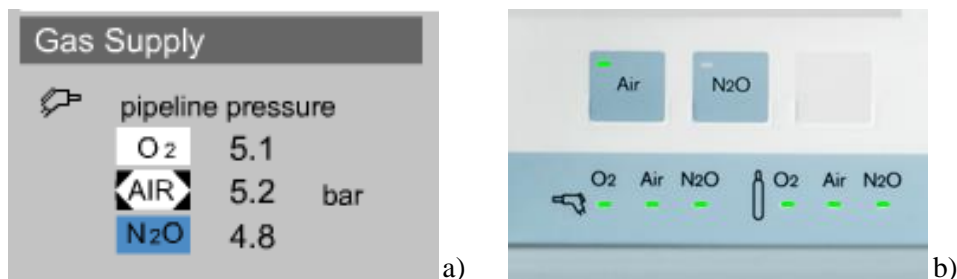 Gas Supply
pipeline pressure
O2 5.1
AIR 5.2 bar
N2O 4.8
a)
Air N2O
O2 Air N2O O2 Air N2O
b)